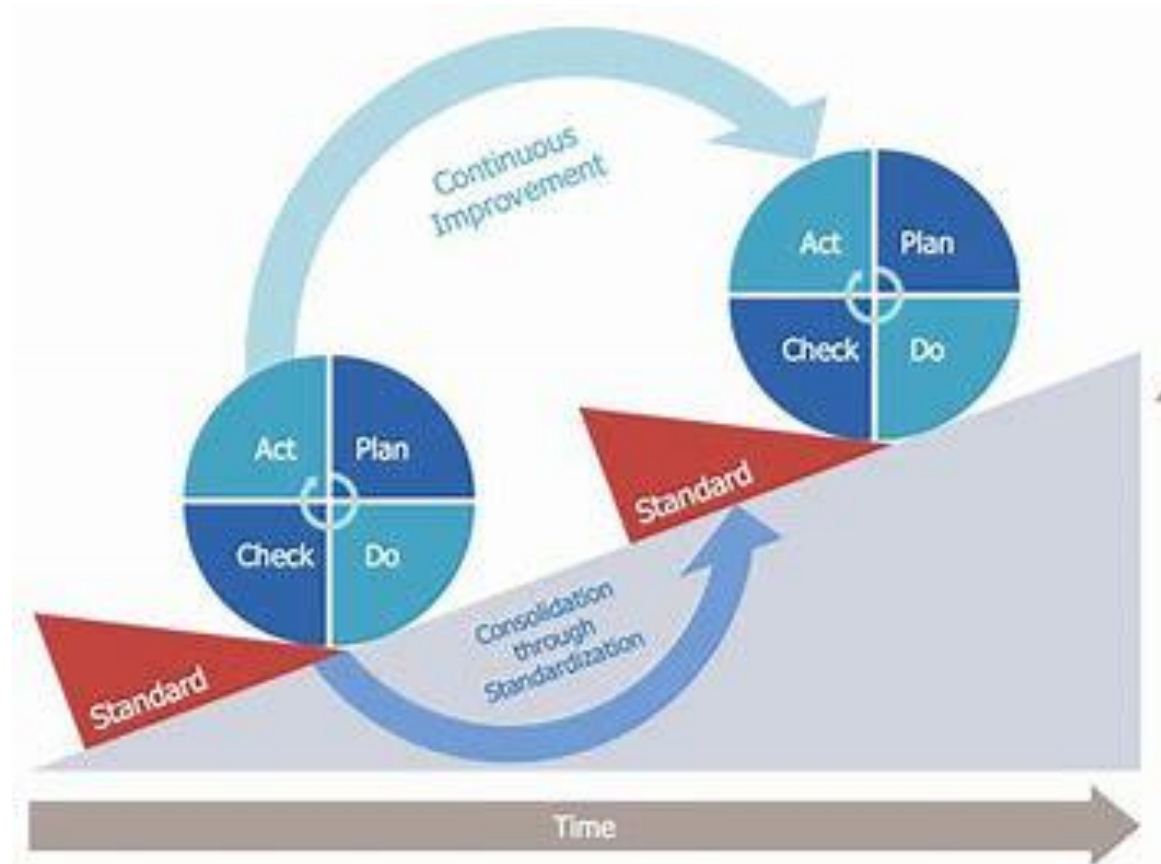 Continuous
Improvement
Act
Plan
Check
Do
Act
Plan
Check
Do
Standard
Standard
Consolidation
through
Standardization
Time